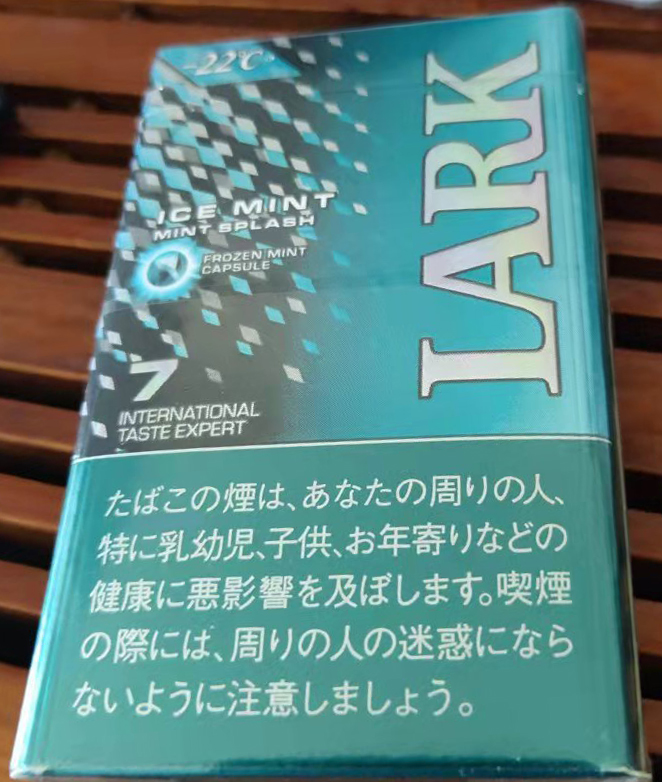 -22℃
LARK
ICE MINT
MINT SPLASH
FROZEN MINT
CAPSULE
7
INTERNATIONAL
TASTE EXPERT
たばこの煙は、あなたの周りの人、
特に乳幼児、子供、お年寄りなどの
健康に悪影響を及ぼします。喫煙
の際には、周りの人の迷惑になら
ないように注意しましょう。